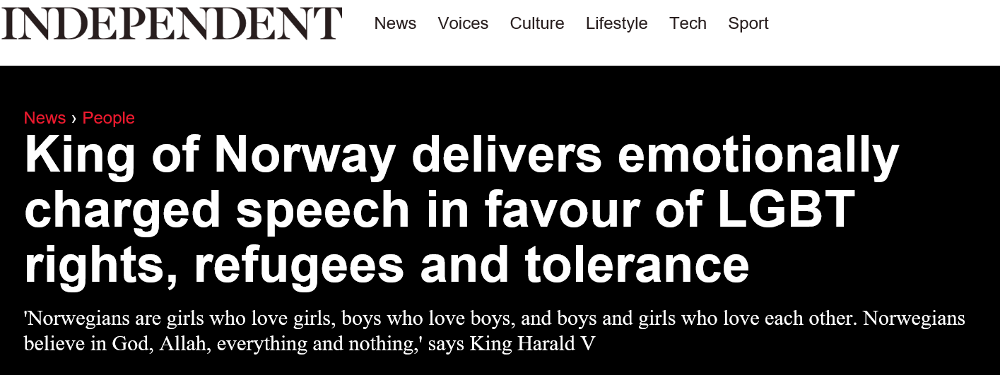 INDEPENDENT News Voices Culture Lifestyle Tech Sport
News › People
King of Norway delivers emotionally
charged speech in favour of LGBT
rights, refugees and tolerance
'Norwegians are girls who love girls, boys who love boys, and boys and girls who love each other. Norwegians
believe in God, Allah, everything and nothing,' says King Harald V